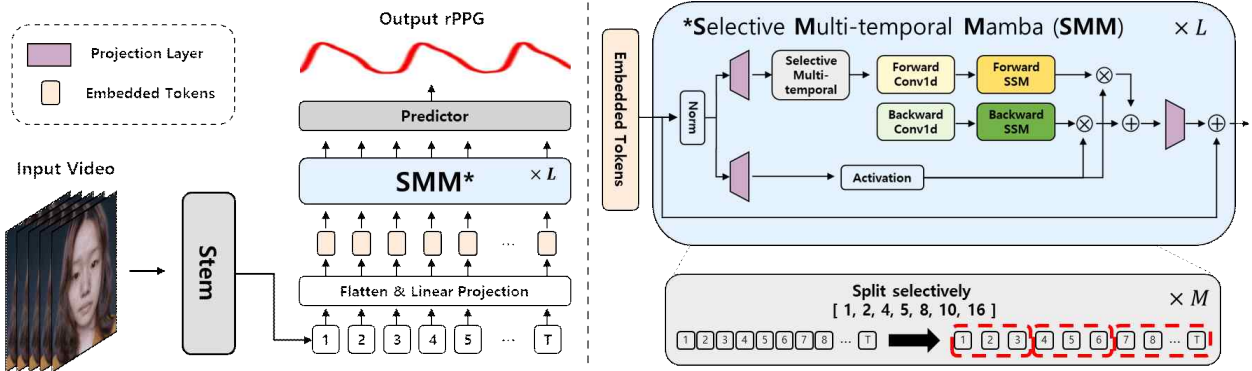 Projection Layer
Embedded Tokens
Input Video
Stem
Output rPPG
Predictor
SMM*
× L
...
Flatten & Linear Projection
1 2 3 4 5 ... T
Embedded Tokens
*Selective Multi-temporal Mamba (SMM)
× L
Norm
Selective
Multi-
temporal
Forward
Conv1d
Forward
SSM
Backward
Conv1d
Backward
SSM
Activation
Split selectively
[ 1, 2, 4, 5, 8, 10, 16 ]
× M
1 2 3 4 5 6 7 8 ... T
1 2 3 4 5 6 7 8 ... T